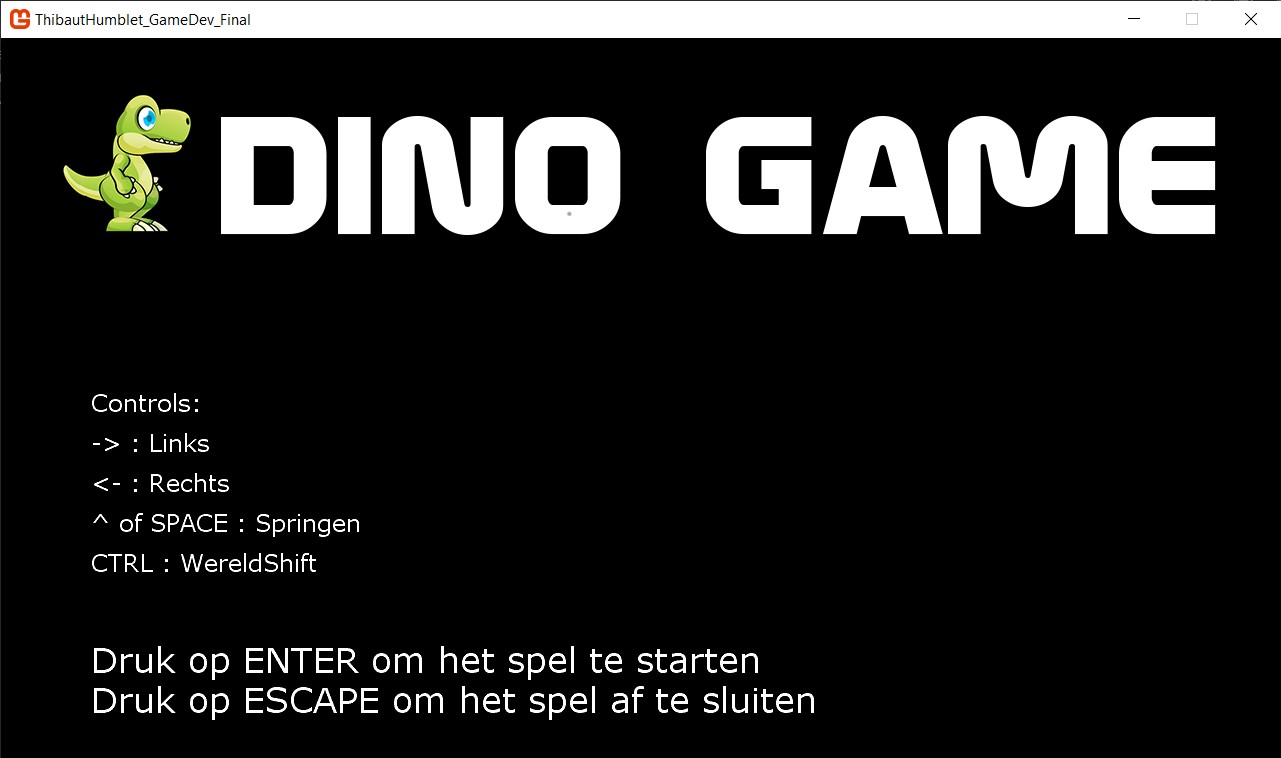 ThibautHumblet_GameDev_Final
DINO GAME
Controls:
-> : Links
<- : Rechts
^ of SPACE : Springen
CTRL : WereldShift
Druk op ENTER om het spel te starten
Druk op ESCAPE om het spel af te sluiten